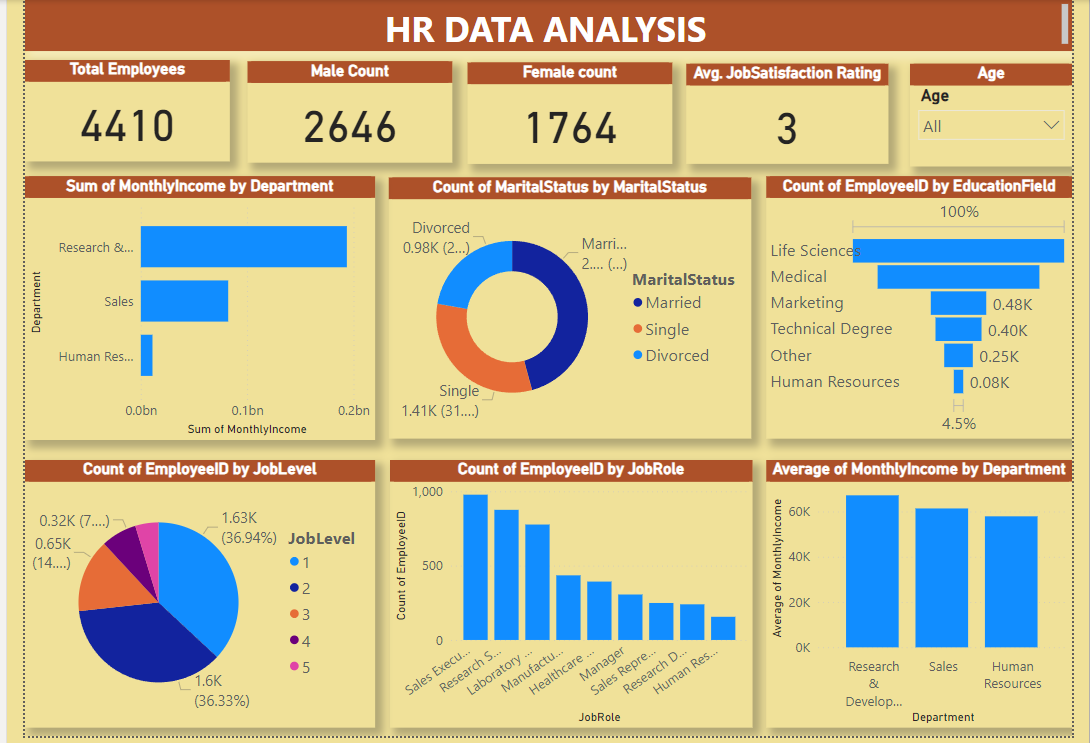 HR DATA ANALYSIS
Total Employees
4410
Male Count
2646
Female count
1764
Avg. JobSatisfaction Rating
3
Age
Age
All
Sum of MonthlyIncome by Department
Department
Research &...
Sales
Human Res...
0.0bn 0.1bn 0.2bn
Sum of MonthlyIncome
Count of MaritalStatus by MaritalStatus
Divorced
0.98K (2...)
Marri...
2.... (...)
Single
1.41K (31....)
MaritalStatus
Married
Single
Divorced
Count of EmployeeID by EducationField
100%
Life Sciences
Medical
Marketing 0.48K
Technical Degree 0.40K
Other 0.25K
Human Resources 0.08K
4.5%
Count of EmployeeID by JobLevel
0.32K (7....)
0.65K
(14....)
1.63K
(36.94%)
1.6K
(36.33%)
JobLevel
1
2
3
4
5
Count of EmployeeID by JobRole
Count of EmployeeID
1,000
500
0
Sales Execu...
Research S...
Laboratory ...
Manufactu...
Healthcare ...
Manager
Sales Repre...
Research D...
Human Res...
JobRole
Average of MonthlyIncome by Department
Average of MonthlyIncome
60K
40K
20K
0K
Research
&
Develop...
Sales
Human
Resources
Department